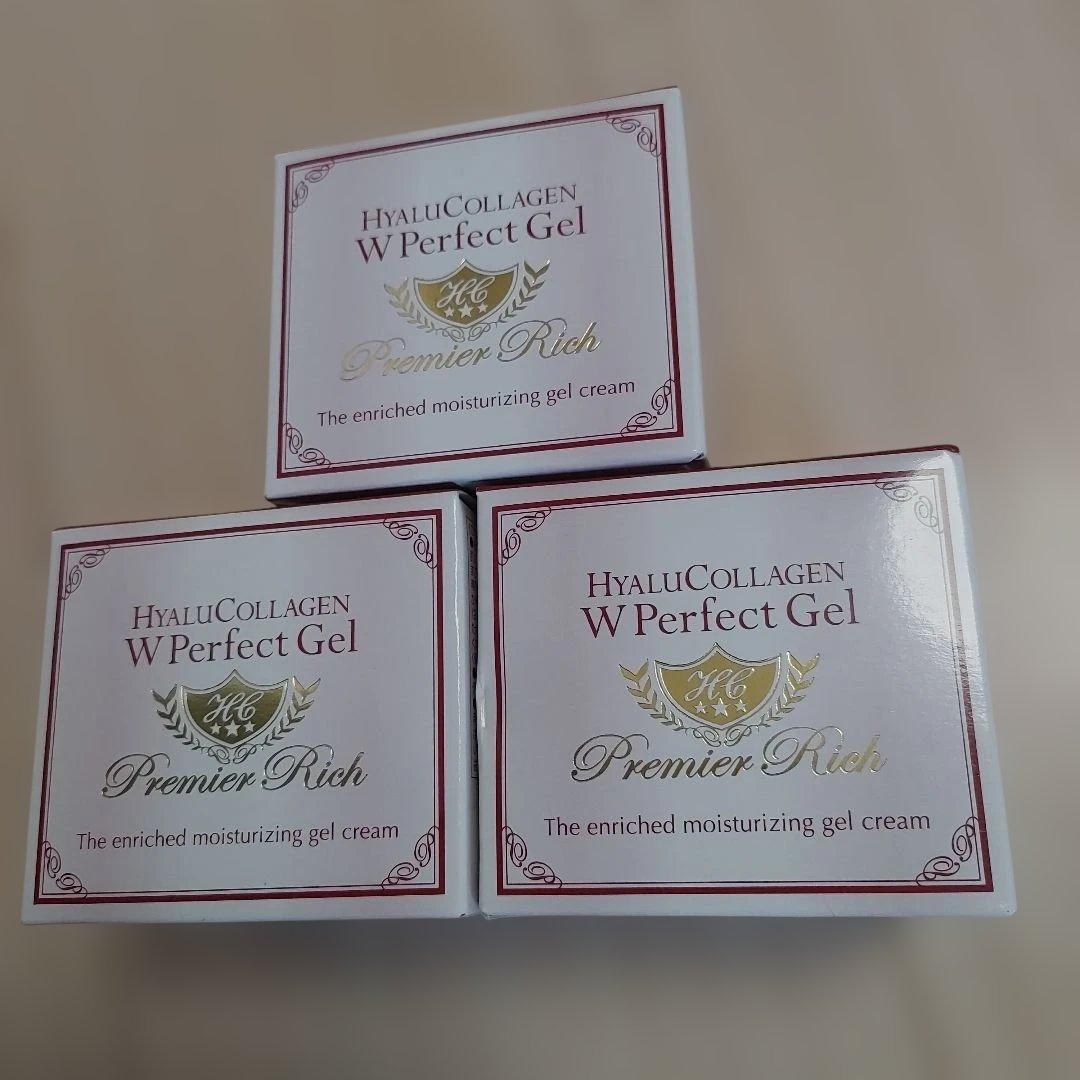 HYALUCOLLAGEN
W Perfect Gel
HC
Premier Rich
The enriched moisturizing gel cream
HYALUCOLLAGEN
W Perfect Gel
HC
Premier Rich
The enriched moisturizing gel cream
HYALUCOLLAGEN
W Perfect Gel
HC
Premier Rich
The enriched moisturizing gel cream